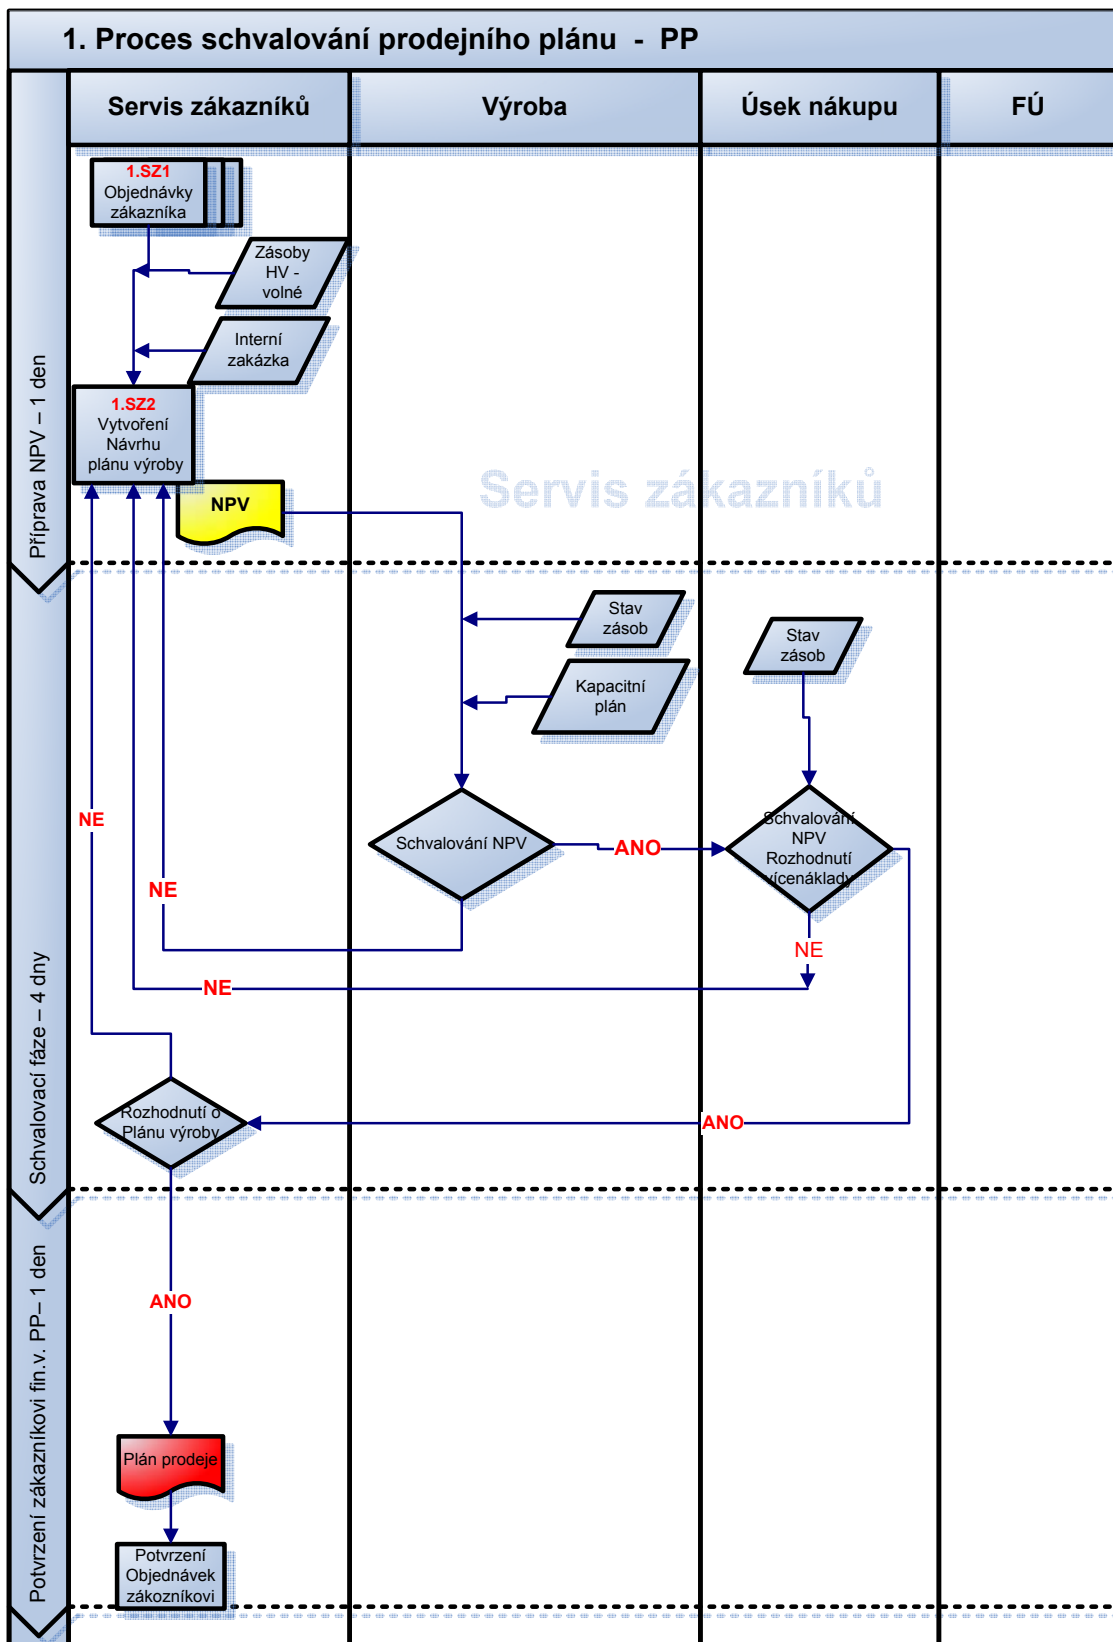 1. Proces schvalování prodejního plánu - PP
Servis zákazníků
Výroba
Úsek nákupu
FÚ
Příprava NPV – 1 den
1.SZ1
Objednávky
zákazníka
Zásoby
HV -
volné
Interní
zakázka
1.SZ2
Vytvoření
Návrhu
plánu výroby
NPV
Servis zákazníků
Schvalovací fáze – 4 dny
Stav
zásob
Kapacitní
plán
Stav
zásob
Schvalování NPV
ANO
Schvalování
NPV
Rozhodnutí
vícenáklady
NE
NE
NE
NE
Rozhodnutí o
Plánu výroby
ANO
Potvrzení zákazníkovi fin.v. PP– 1 den
ANO
Plán prodeje
Potvrzení
Objednávek
zákozníkovi